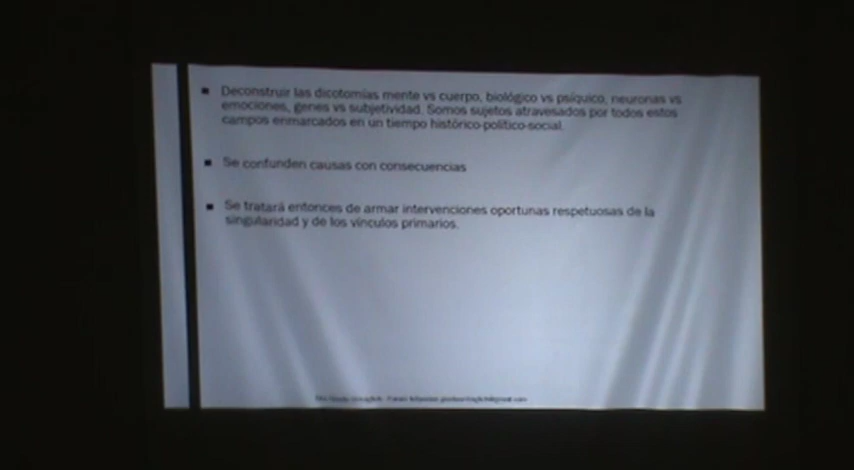 Deconstruir las dicotomías mente vs cuerpo, biológico vs psíquico, neuronas vs
emociones, genes vs subjetividad. Somos sujetos atravesados por todos estos
campos enmarcados en un tiempo histórico-político-social.
Se confunden causas con consecuencias
Se tratará entonces de armar intervenciones oportunas respetuosas de la
singularidad y de los vínculos primarios.